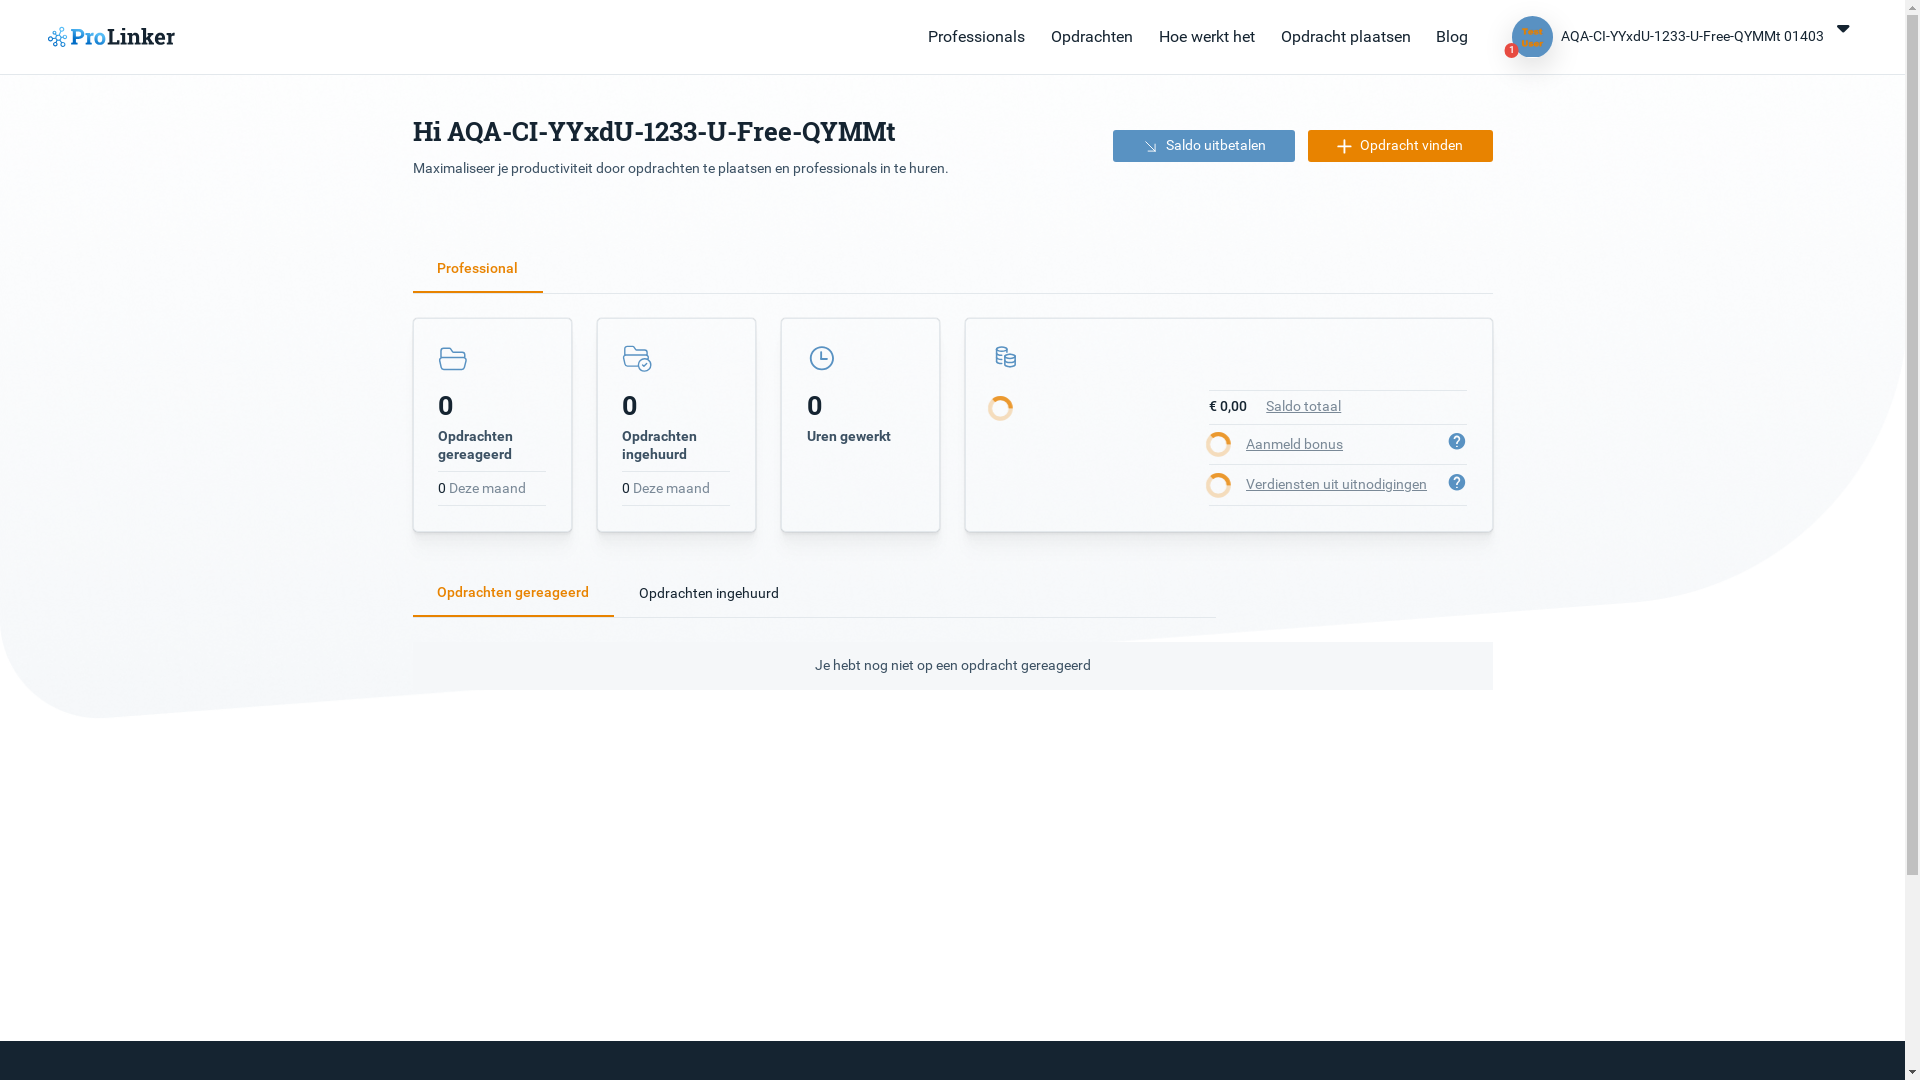 ProLinker
Professionals
Opdrachten
Hoe werkt het
Opdracht plaatsen
Blog
Test
User
1
AQA-CI-YYxdU-1233-U-Free-QYMMt 01403
Hi AQA-CI-YYxdU-1233-U-Free-QYMMt
Maximaliseer je productiviteit door opdrachten te plaatsen en professionals in te huren.
Saldo uitbetalen
Opdracht vinden
Professional
0
Opdrachten
gereageerd
0 Deze maand
0
Opdrachten
ingehuurd
0 Deze maand
0
Uren gewerkt
€ 0,00 Saldo totaal
Aanmeld bonus
Verdiensten uit uitnodigingen
Opdrachten gereageerd
Opdrachten ingehuurd
Je hebt nog niet op een opdracht gereageerd